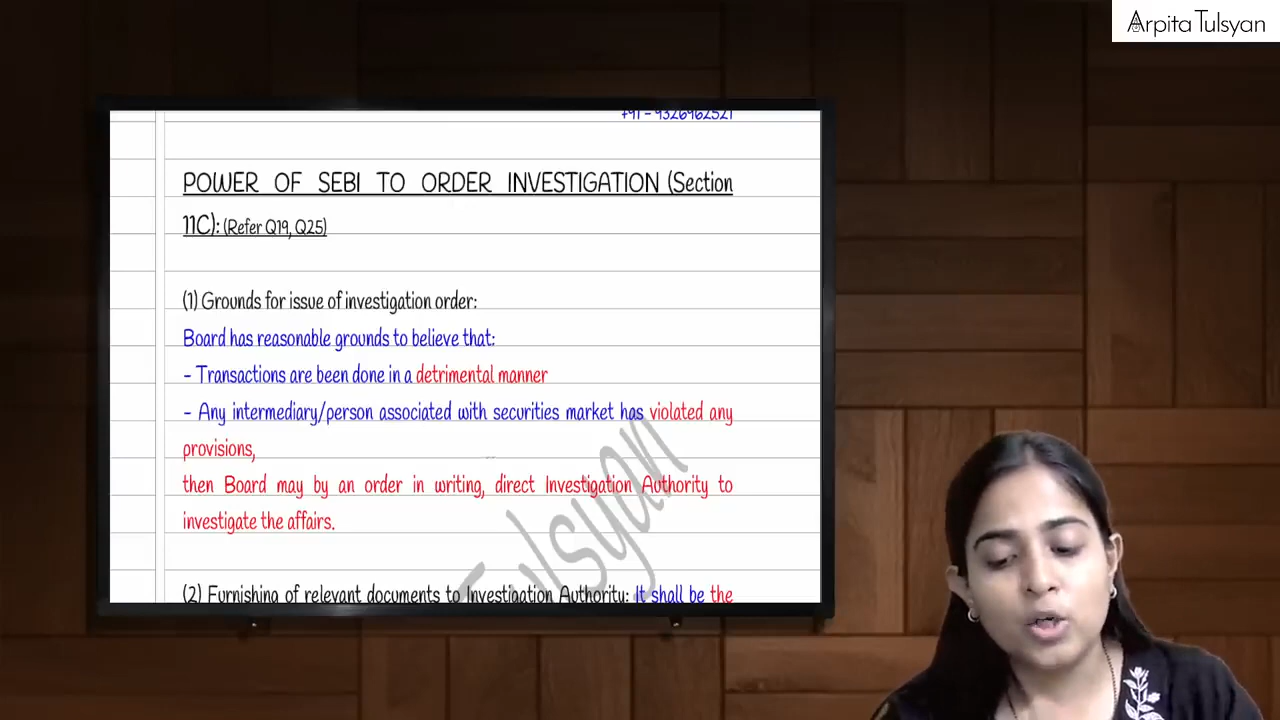 Arpita Tulsyan
+91 - 9326962521
POWER OF SEBI TO ORDER INVESTIGATION (Section
11C): (Refer Q19, Q25)
(1) Grounds for issue of investigation order:
Board has reasonable grounds to believe that:
- Transactions are been done in a detrimental manner
- Any intermediary/person associated with securities market has violated any
provisions,
then Board may by an order in writing, direct Investigation Authority to
investigate the affairs.
(2) Furnishing of relevant documents to Investigation Authority: It shall be the
Tulsyan